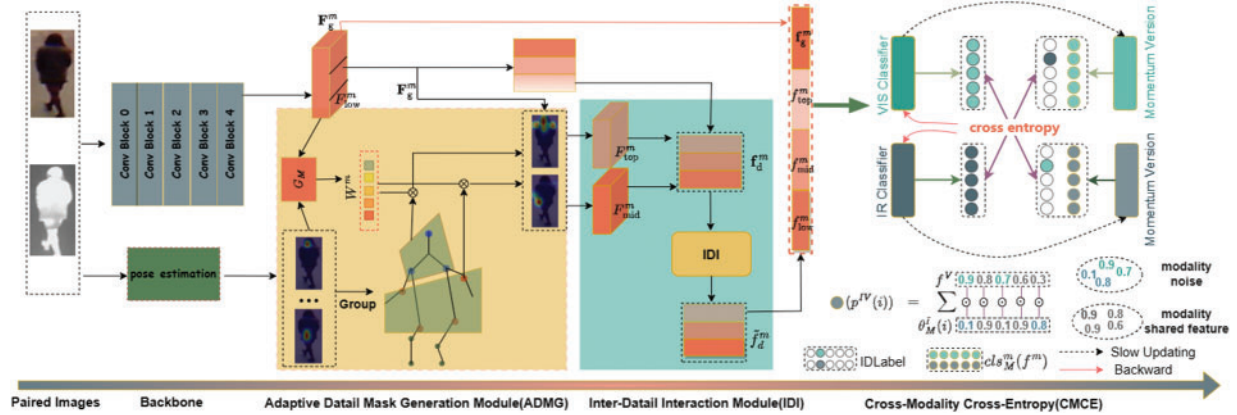 F_g^m
F_low^m
F_g^m
Conv Block 0
Conv Block 1
Conv Block 2
Conv Block 3
Conv Block 4
pose estimation
G_M
W^m
Group
F_top^m
F_mid^m
f_d^m
IDI
f̃_d^m
f_g^m
f_top^m
f_mid^m
f_low^m
VIS Classifier
Momentum Version
cross entropy
IR Classifier
Momentum Version
(p^{IV}(i)) = ∑
f^V 0.9 0.8 0.7 0.6 0.3
θ_M^I(i) 0.1 0.9 0.1 0.9 0.8
0.9
0.1 0.7
0.8
modality
noise
0.9 0.8
0.9 0.6
modality
shared feature
IDLabel
cls_M^m(f^m)
Slow Updating
Backward
Paired Images
Backbone
Adaptive Datail Mask Generation Module(ADMG)
Inter-Datail Interaction Module(IDI)
Cross-Modality Cross-Entropy(CMCE)